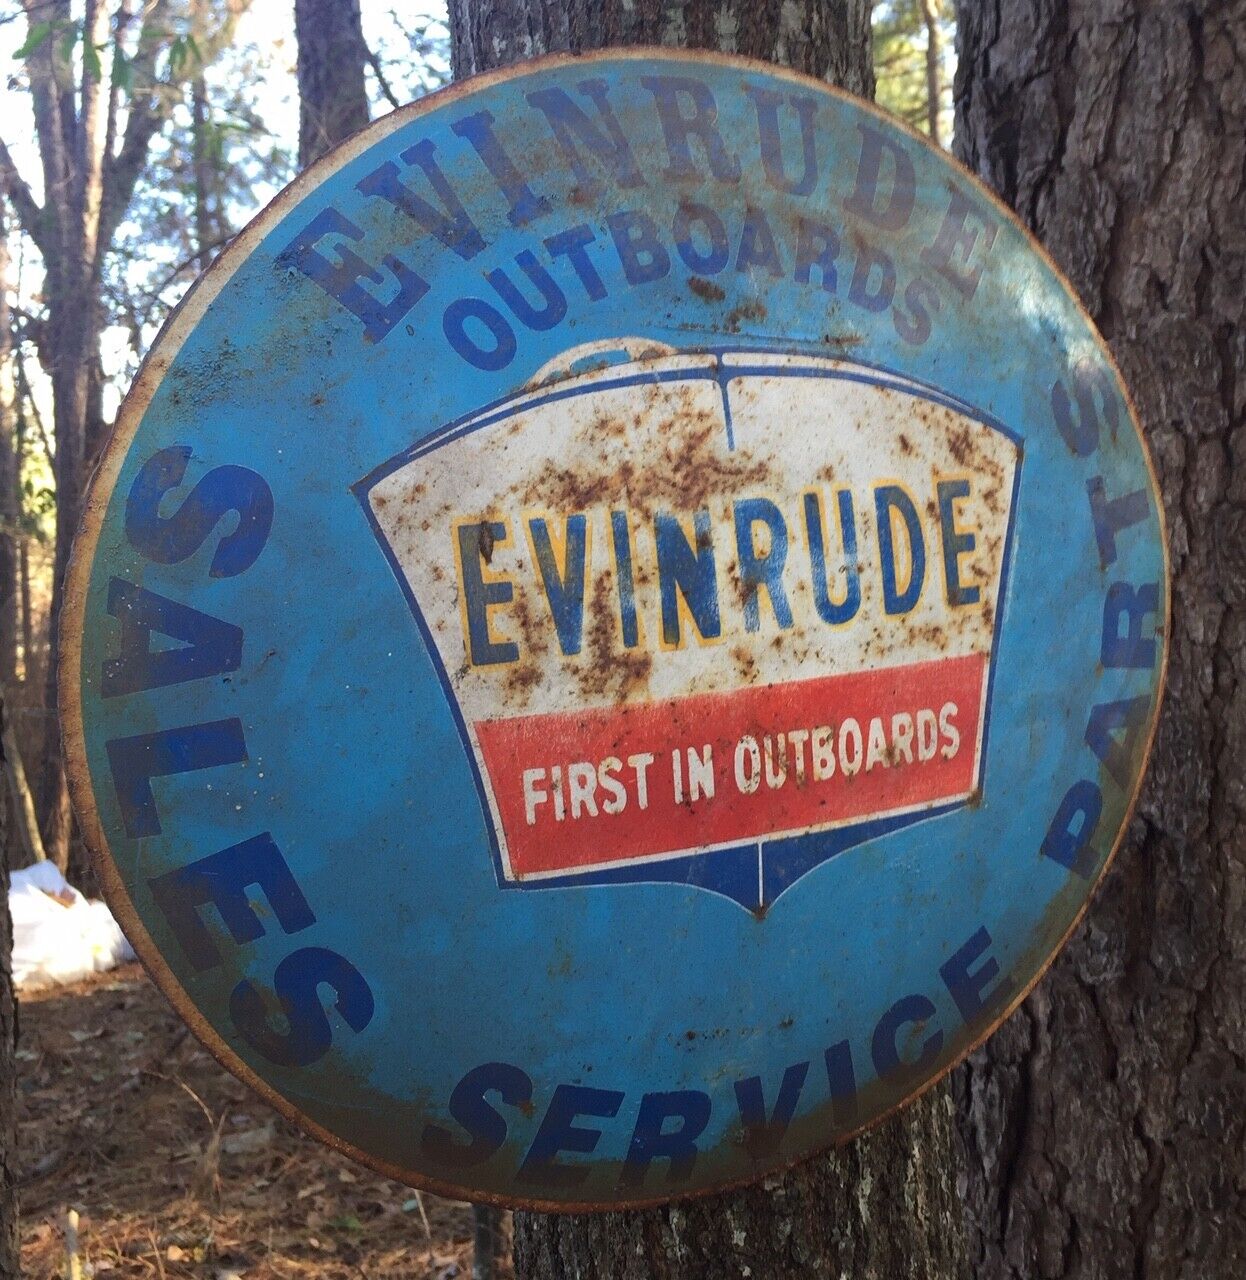 EVINRUDE
OUTBOARDS
EVINRUDE
FIRST IN OUTBOARDS
SALES SERVICE PARTS